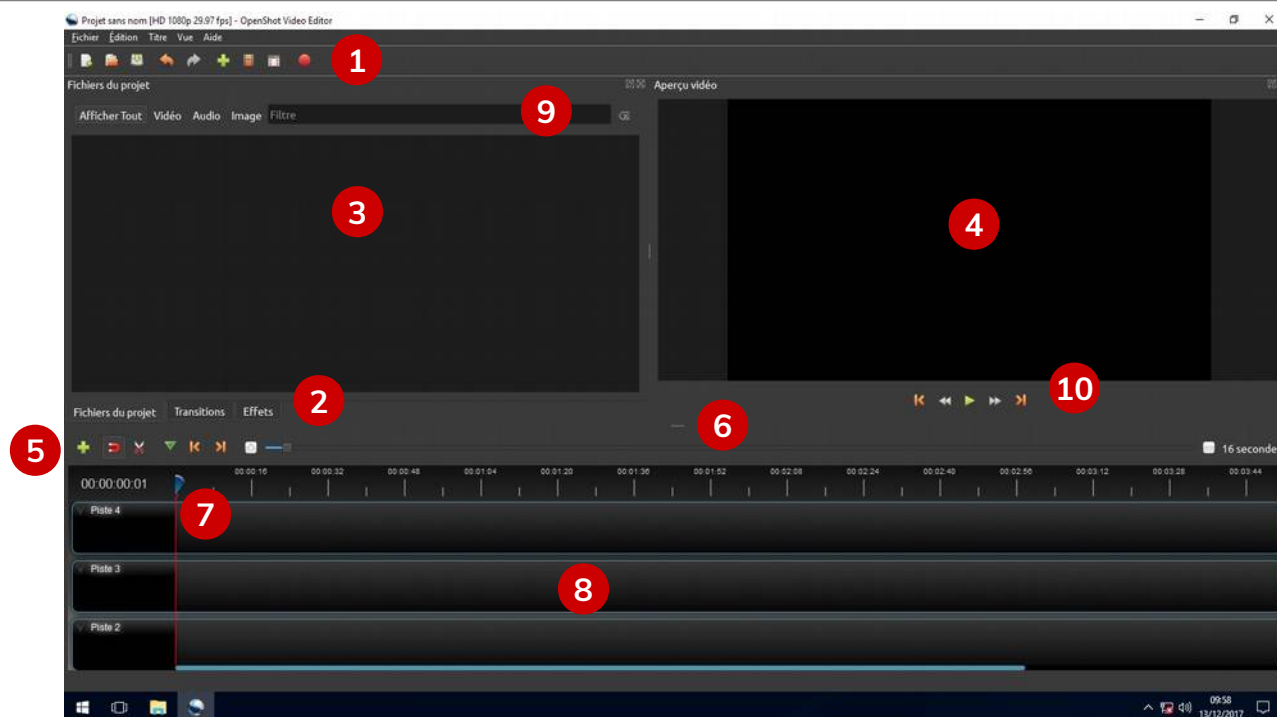 Projet sans nom [HD 1080p 29.97 fps] - OpenShot Video Editor
Fichier Édition Titre Vue Aide
1
Fichiers du projet
Aperçu vidéo
Afficher Tout Vidéo Audio Image Filtre
9
3
4
2
10
Fichiers du projet Transitions Effets
6
5
16 seconde
00:00:00:01
00:00:16 00:00:32 00:00:48 00:01:04 00:01:20 00:01:36 00:01:52 00:02:08 00:02:24 00:02:40 00:02:56 00:03:12 00:03:28 00:03:44
Piste 4
7
Piste 3
8
Piste 2
09:58
13/12/2017